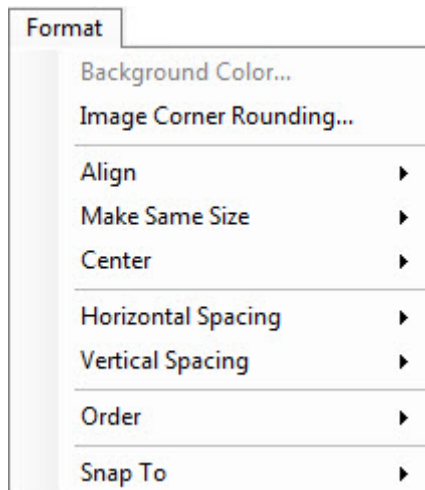 Format
Background Color...
Image Corner Rounding...
Align
Make Same Size
Center
Horizontal Spacing
Vertical Spacing
Order
Snap To